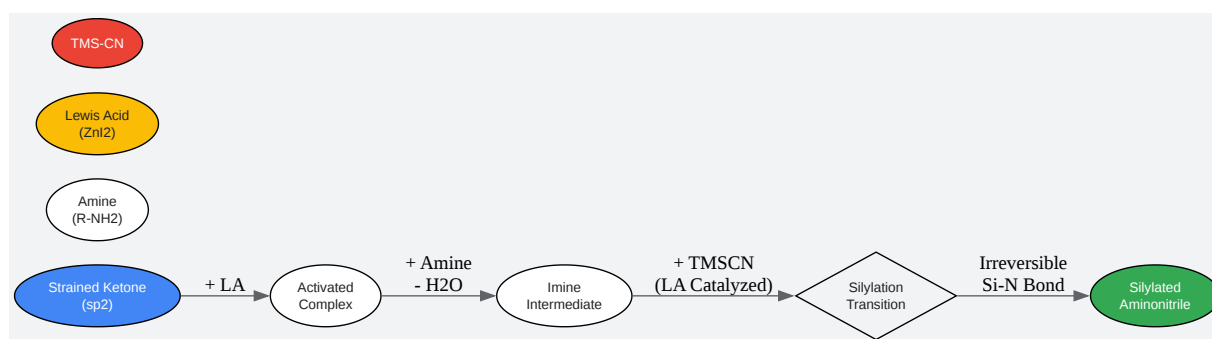 TMS-CN
Lewis Acid
(ZnI2)
Amine
(R-NH2)
Strained Ketone
(sp2)
+ LA
Activated
Complex
+ Amine
- H2O
Imine
Intermediate
+ TMSCN
(LA Catalyzed)
Silylation
Transition
Irreversible
Si-N Bond
Silylated
Aminonitrile